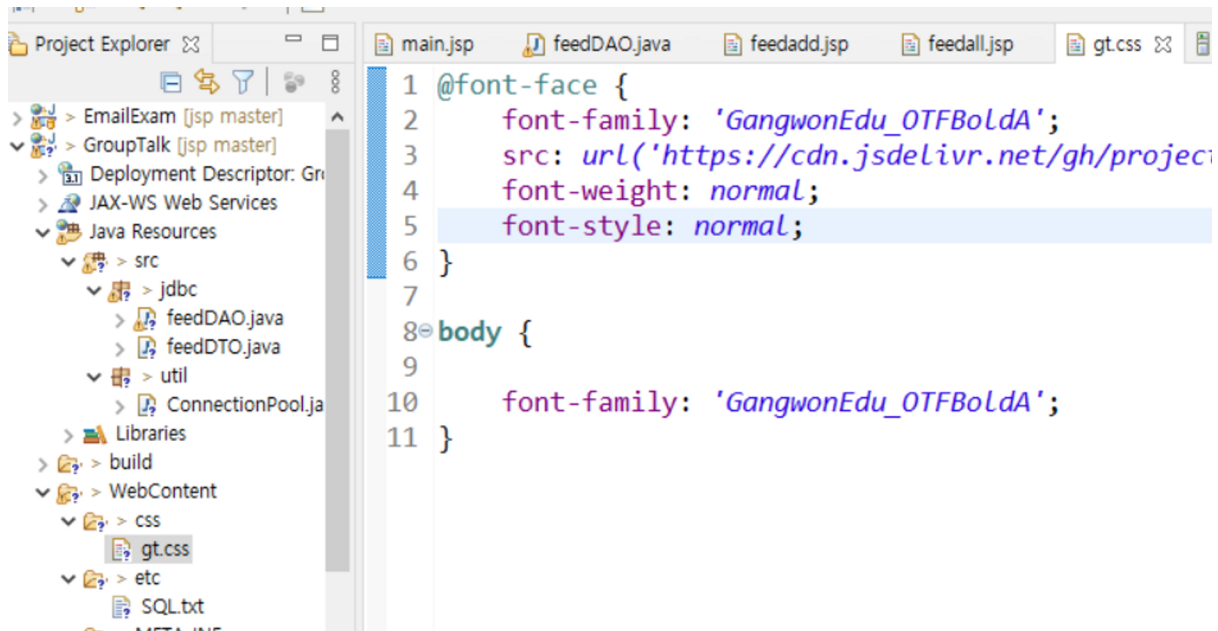 Project Explorer
main.jsp feedDAO.java feedadd.jsp feedall.jsp gt.css
> EmailExam [jsp master]
> GroupTalk [jsp master]
Deployment Descriptor: Gr
JAX-WS Web Services
Java Resources
> src
> jdbc
feedDAO.java
feedDTO.java
> util
ConnectionPool.ja
Libraries
> build
> WebContent
> css
gt.css
> etc
SQL.txt
1 @font-face {
2 font-family: 'GangwonEdu_OTFBoldA';
3 src: url('https://cdn.jsdelivr.net/gh/project
4 font-weight: normal;
5 font-style: normal;
6 }
7
8 body {
9
10 font-family: 'GangwonEdu_OTFBoldA';
11 }